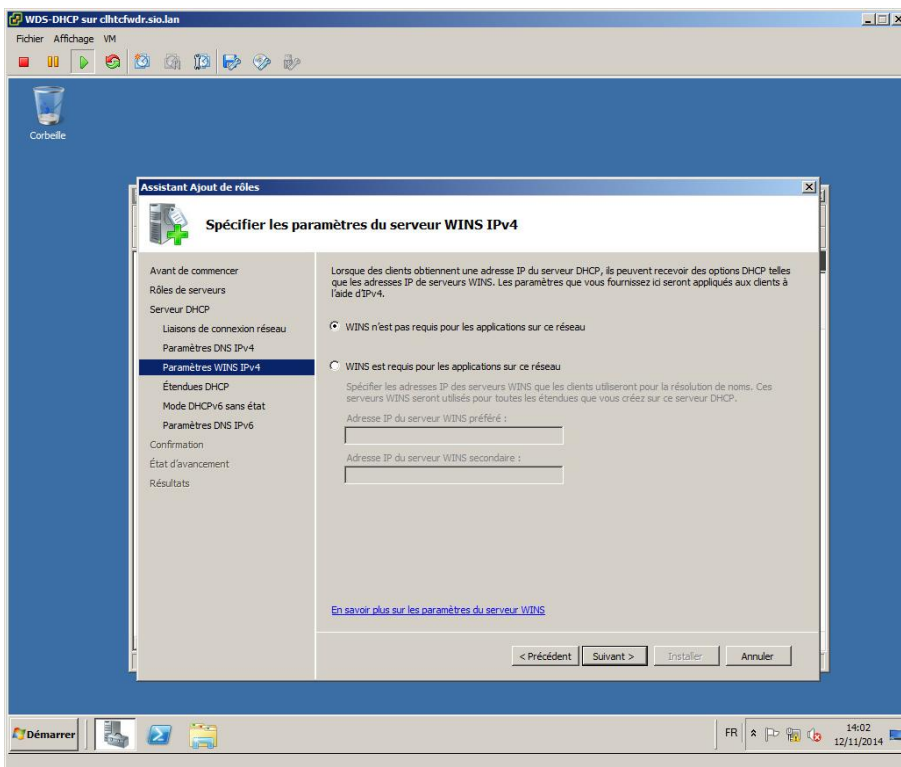 WDS-DHCP sur clhtcfwdr.sio.lan
Fichier Affichage VM
Corbeille
Assistant Ajout de rôles
Spécifier les paramètres du serveur WINS IPv4
Avant de commencer
Rôles de serveurs
Serveur DHCP
Liaisons de connexion réseau
Paramètres DNS IPv4
Paramètres WINS IPv4
Étendues DHCP
Mode DHCPv6 sans état
Paramètres DNS IPv6
Confirmation
État d'avancement
Résultats
Lorsque des clients obtiennent une adresse IP du serveur DHCP, ils peuvent recevoir des options DHCP telles
que les adresses IP de serveurs WINS. Les paramètres que vous fournissez ici seront appliqués aux clients à
l'aide d'IPv4.
WINS n'est pas requis pour les applications sur ce réseau
WINS est requis pour les applications sur ce réseau
Spécifier les adresses IP des serveurs WINS que les clients utiliseront pour la résolution de noms. Ces
serveurs WINS seront utilisés pour toutes les étendues que vous créez sur ce serveur DHCP.
Adresse IP du serveur WINS préféré :
Adresse IP du serveur WINS secondaire :
En savoir plus sur les paramètres du serveur WINS
< Précédent Suivant > Installer Annuler
Démarrer FR 14:02
12/11/2014